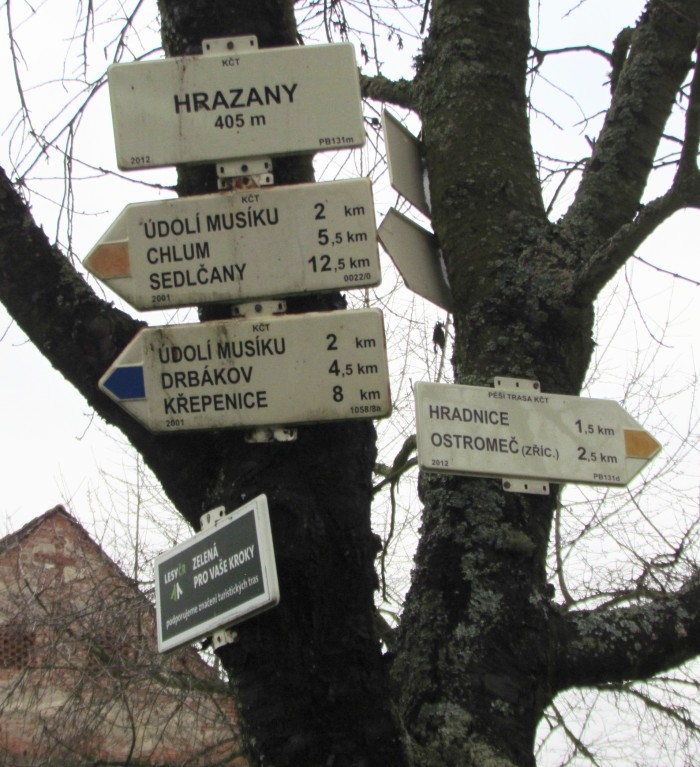 KČT
HRAZANY
405 m
2012 PB131m
KČT
ÚDOLÍ MUSÍKU 2 km
CHLUM 5,5 km
SEDLČANY 12,5 km
2001 0022/0
KČT
ÚDOLÍ MUSÍKU 2 km
DRBÁKOV 4,5 km
KŘEPENICE 8 km
2001 1058/8a
PĚŠÍ TRASA KČT
HRADNICE 1,5 km
OSTROMEČ (ZŘÍC.) 2,5 km
2012 PB131d
LESY ČR ZELENÁ
PRO VAŠE KROKY
podporujeme značení turistických tras